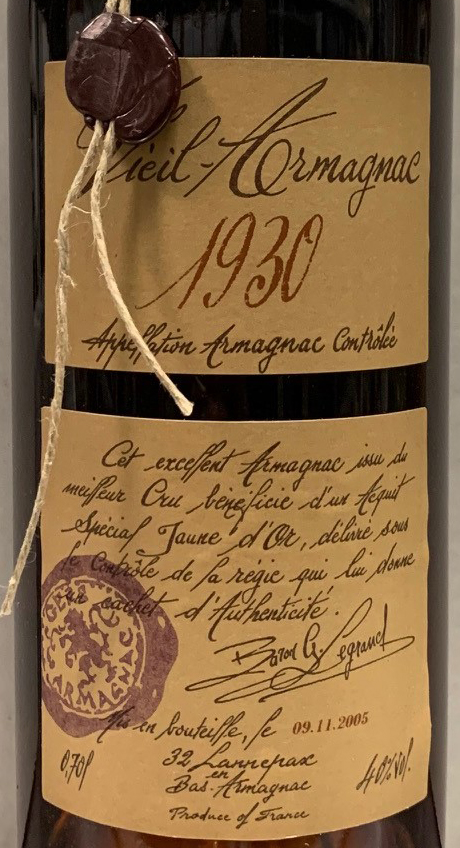 Vieil-Armagnac
1930
Appellation Armagnac Contrôlée
Cet excellent Armagnac issu du
meilleur Cru bénéficie d'un Acquit
Spécial "Jaune d'Or, délivré sous
le Contrôle de la régie qui lui donne
un cachet d'Authenticité.
Baron G. Legrand
ARMAGNAC
Mis en bouteille, le 09.11.2005
0,70l
32 Lannepax
en
Bas-Armagnac
40%vol.
Produce of France